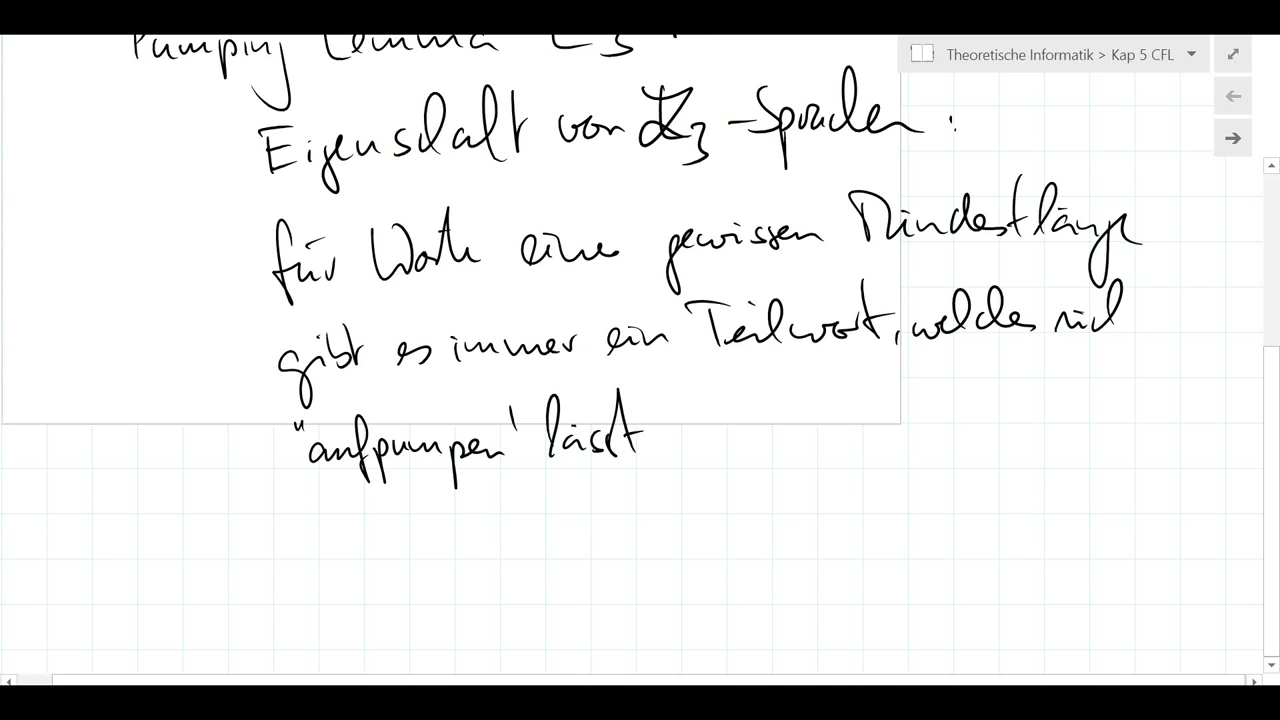 Pumping Lemma L3:
Theoretische Informatik > Kap 5 CFL
Eigenschaft von L3-Sprachen:
für Worte einer gewissen Mindestlänge
gibt es immer ein Teilwort, welches sich
"aufpumpen" lässt